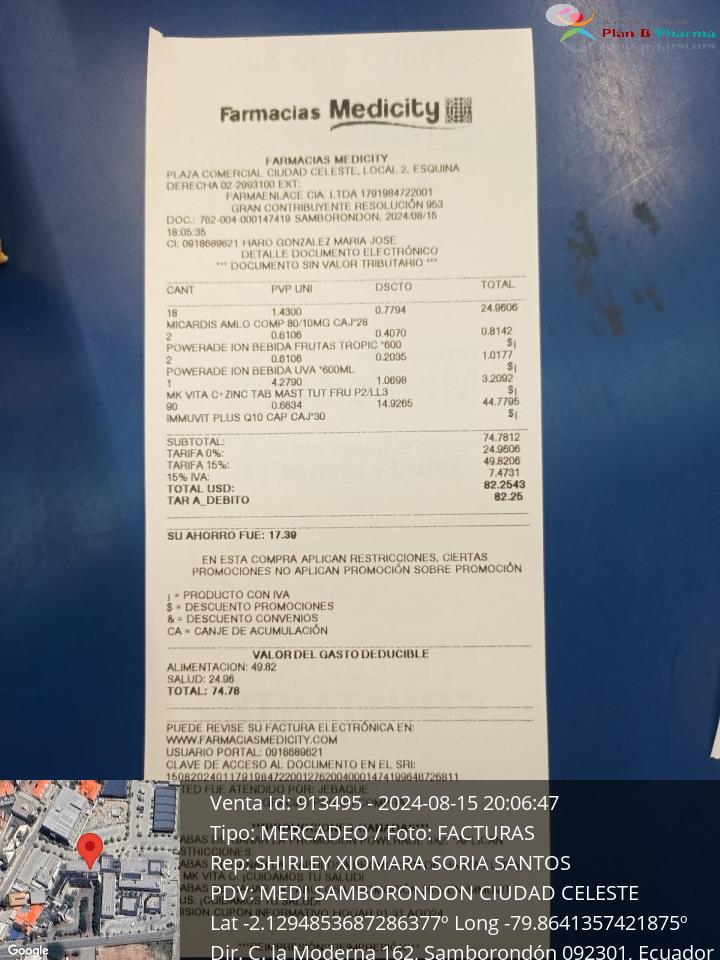 Plan B Pharma
Farmacias Medicity
FARMACIAS MEDICITY
PLAZA COMERCIAL CIUDAD CELESTE, LOCAL 2, ESQUINA
DERECHA 02-2993100 EXT:
FARMAENLACE CIA. LTDA 1791984722001
GRAN CONTRIBUYENTE RESOLUCIÓN 953
DOC.: 762-004-000147419 SAMBORONDON, 2024/08/15
18:05:35
CI: 0918689621 HARO GONZALEZ MARIA JOSE
DETALLE DOCUMENTO ELECTRÓNICO
*** DOCUMENTO SIN VALOR TRIBUTARIO ***
CANT PVP UNI DSCTO TOTAL
18 1.4300 0.7794 24.9606
MICARDIS AMLO COMP 80/10MG CAJ*28
2 0.6106 0.4070 0.8142
POWERADE ION BEBIDA FRUTAS TROPIC *600 $¡
2 0.6106 0.2035 1.0177
POWERADE ION BEBIDA UVA *600ML $¡
1 4.2790 1.0698 3.2092
MK VITA C+ZINC TAB MAST TUT FRU P2/LL3 $¡
90 0.6634 14.9265 44.7795
IMMUVIT PLUS Q10 CAP CAJ*30 $¡
SUBTOTAL: 74.7812
TARIFA 0%: 24.9606
TARIFA 15%: 49.8206
15% IVA: 7.4731
TOTAL USD: 82.2543
TAR A_DEBITO 82.25
SU AHORRO FUE: 17.39
EN ESTA COMPRA APLICAN RESTRICCIONES, CIERTAS
PROMOCIONES NO APLICAN PROMOCIÓN SOBRE PROMOCIÓN
¡ = PRODUCTO CON IVA
$ = DESCUENTO PROMOCIONES
& = DESCUENTO CONVENIOS
CA = CANJE DE ACUMULACIÓN
VALOR DEL GASTO DEDUCIBLE
ALIMENTACION: 49.82
SALUD: 24.96
TOTAL: 74.78
PUEDE REVISE SU FACTURA ELECTRÓNICA EN:
WWW.FARMACIASMEDICITY.COM
USUARIO PORTAL: 0918689621
CLAVE DE ACCESO AL DOCUMENTO EN EL SRI:
TED FUE ATENDIDO POR: JEBAQUE
Venta Id: 913495 - 2024-08-15 20:06:47
Tipo: MERCADEO / Foto: FACTURAS
Rep: SHIRLEY XIOMARA SORIA SANTOS
PDV: MEDI SAMBORONDON CIUDAD CELESTE
Lat -2.1294853687286377º Long -79.8641357421875º
Dir. C. la Moderna 162, Samborondón 092301, Ecuador
Google